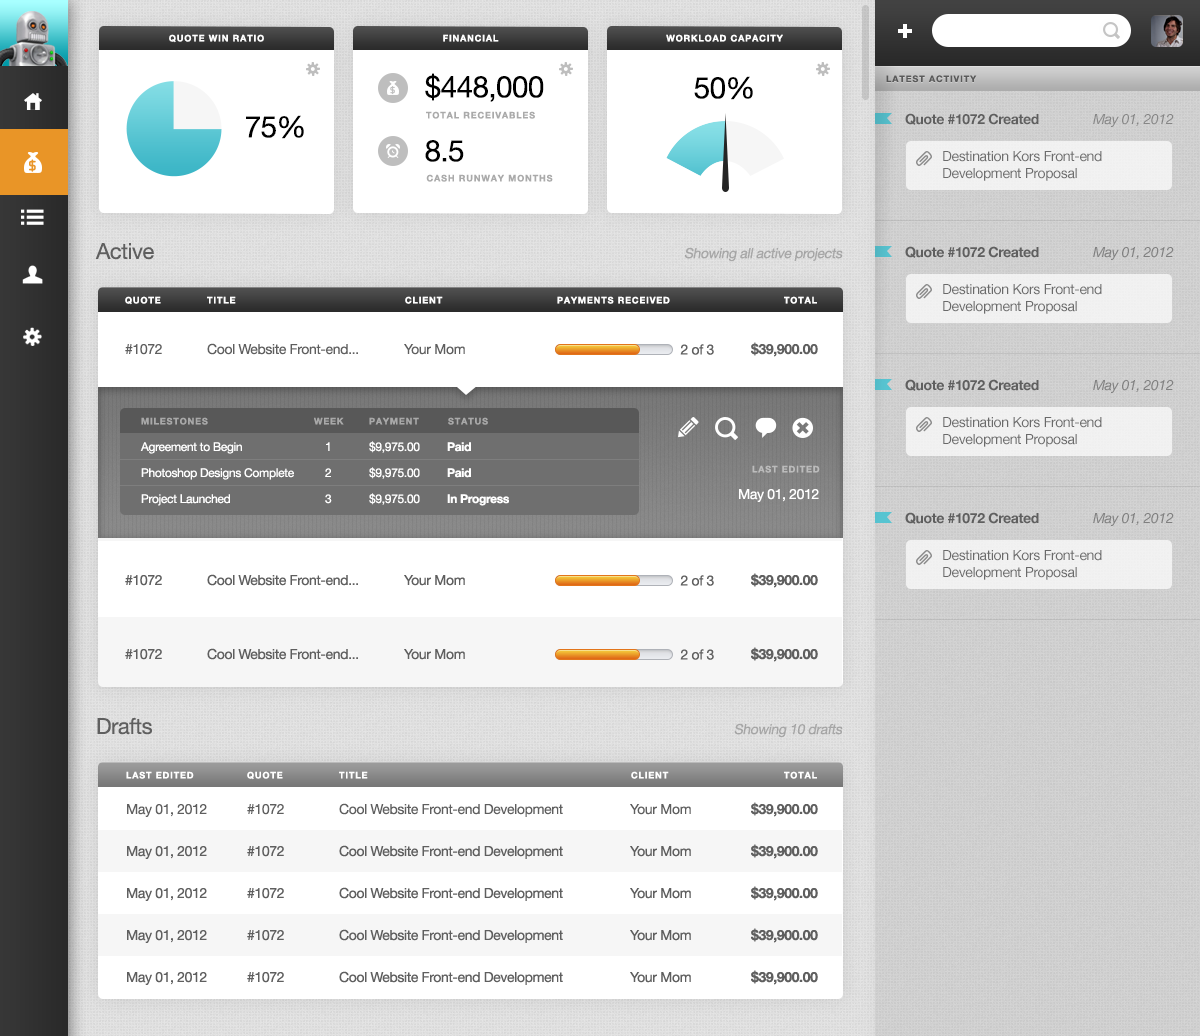 QUOTE WIN RATIO
75%
FINANCIAL
$448,000
TOTAL RECEIVABLES
8.5
CASH RUNWAY MONTHS
WORKLOAD CAPACITY
50%
Active
Showing all active projects
QUOTE TITLE CLIENT PAYMENTS RECEIVED TOTAL
#1072 Cool Website Front-end... Your Mom 2 of 3 $39,900.00
MILESTONES WEEK PAYMENT STATUS
Agreement to Begin 1 $9,975.00 Paid
Photoshop Designs Complete 2 $9,975.00 Paid
Project Launched 3 $9,975.00 In Progress
LAST EDITED
May 01, 2012
#1072 Cool Website Front-end... Your Mom 2 of 3 $39,900.00
#1072 Cool Website Front-end... Your Mom 2 of 3 $39,900.00
Drafts
Showing 10 drafts
LAST EDITED QUOTE TITLE CLIENT TOTAL
May 01, 2012 #1072 Cool Website Front-end Development Your Mom $39,900.00
May 01, 2012 #1072 Cool Website Front-end Development Your Mom $39,900.00
May 01, 2012 #1072 Cool Website Front-end Development Your Mom $39,900.00
May 01, 2012 #1072 Cool Website Front-end Development Your Mom $39,900.00
May 01, 2012 #1072 Cool Website Front-end Development Your Mom $39,900.00
LATEST ACTIVITY
Quote #1072 Created May 01, 2012
Destination Kors Front-end
Development Proposal
Quote #1072 Created May 01, 2012
Destination Kors Front-end
Development Proposal
Quote #1072 Created May 01, 2012
Destination Kors Front-end
Development Proposal
Quote #1072 Created May 01, 2012
Destination Kors Front-end
Development Proposal